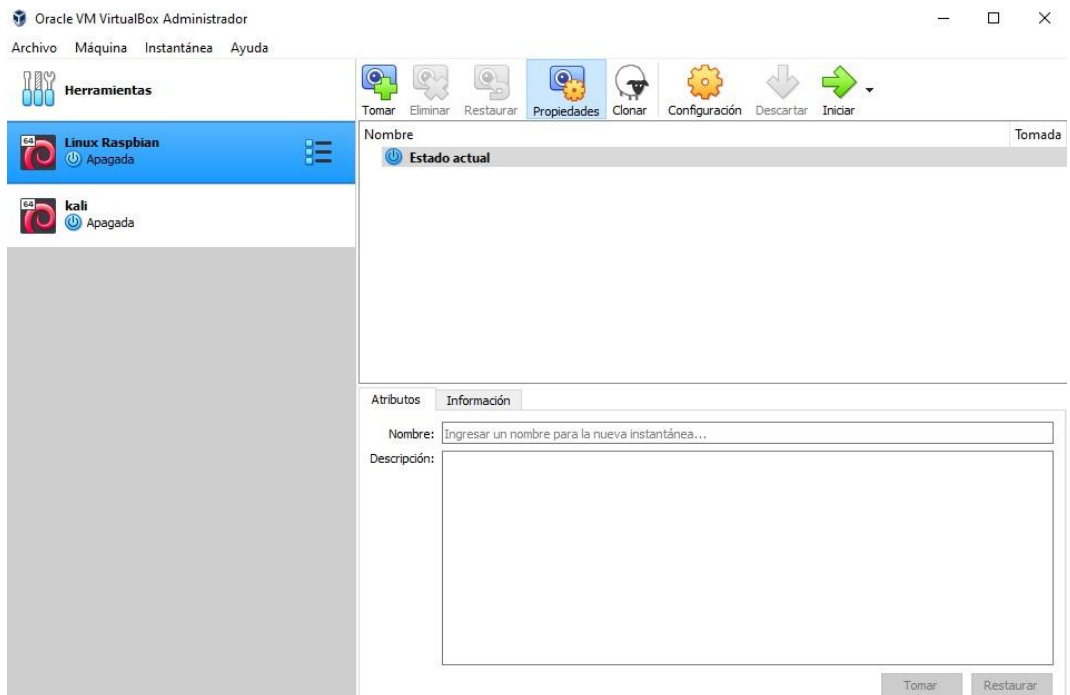 Oracle VM VirtualBox Administrador
Archivo Máquina Instantánea Ayuda
Herramientas
Tomar Eliminar Restaurar Propiedades Clonar Configuración Descartar Iniciar
64
Linux Raspbian
Apagada
64
kali
Apagada
Nombre Tomada
Estado actual
Atributos Información
Nombre: Ingresar un nombre para la nueva instantánea...
Descripción:
Tomar Restaurar